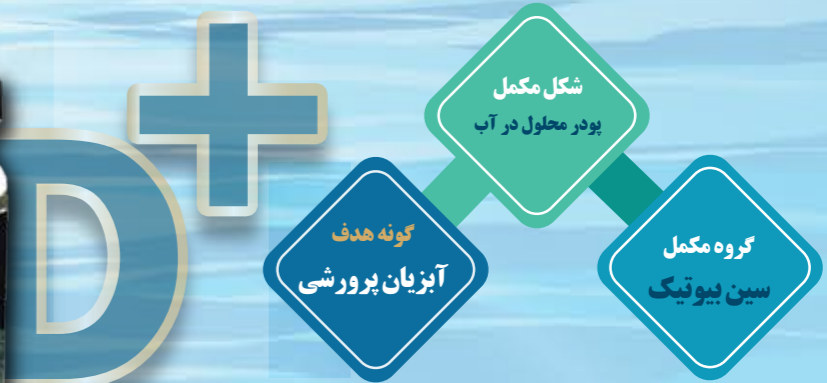 D+
شکل مکمل
پودر محلول در آب
گونه هدف
آبزیان پرورشی
گروه مکمل
سین بیوتیک